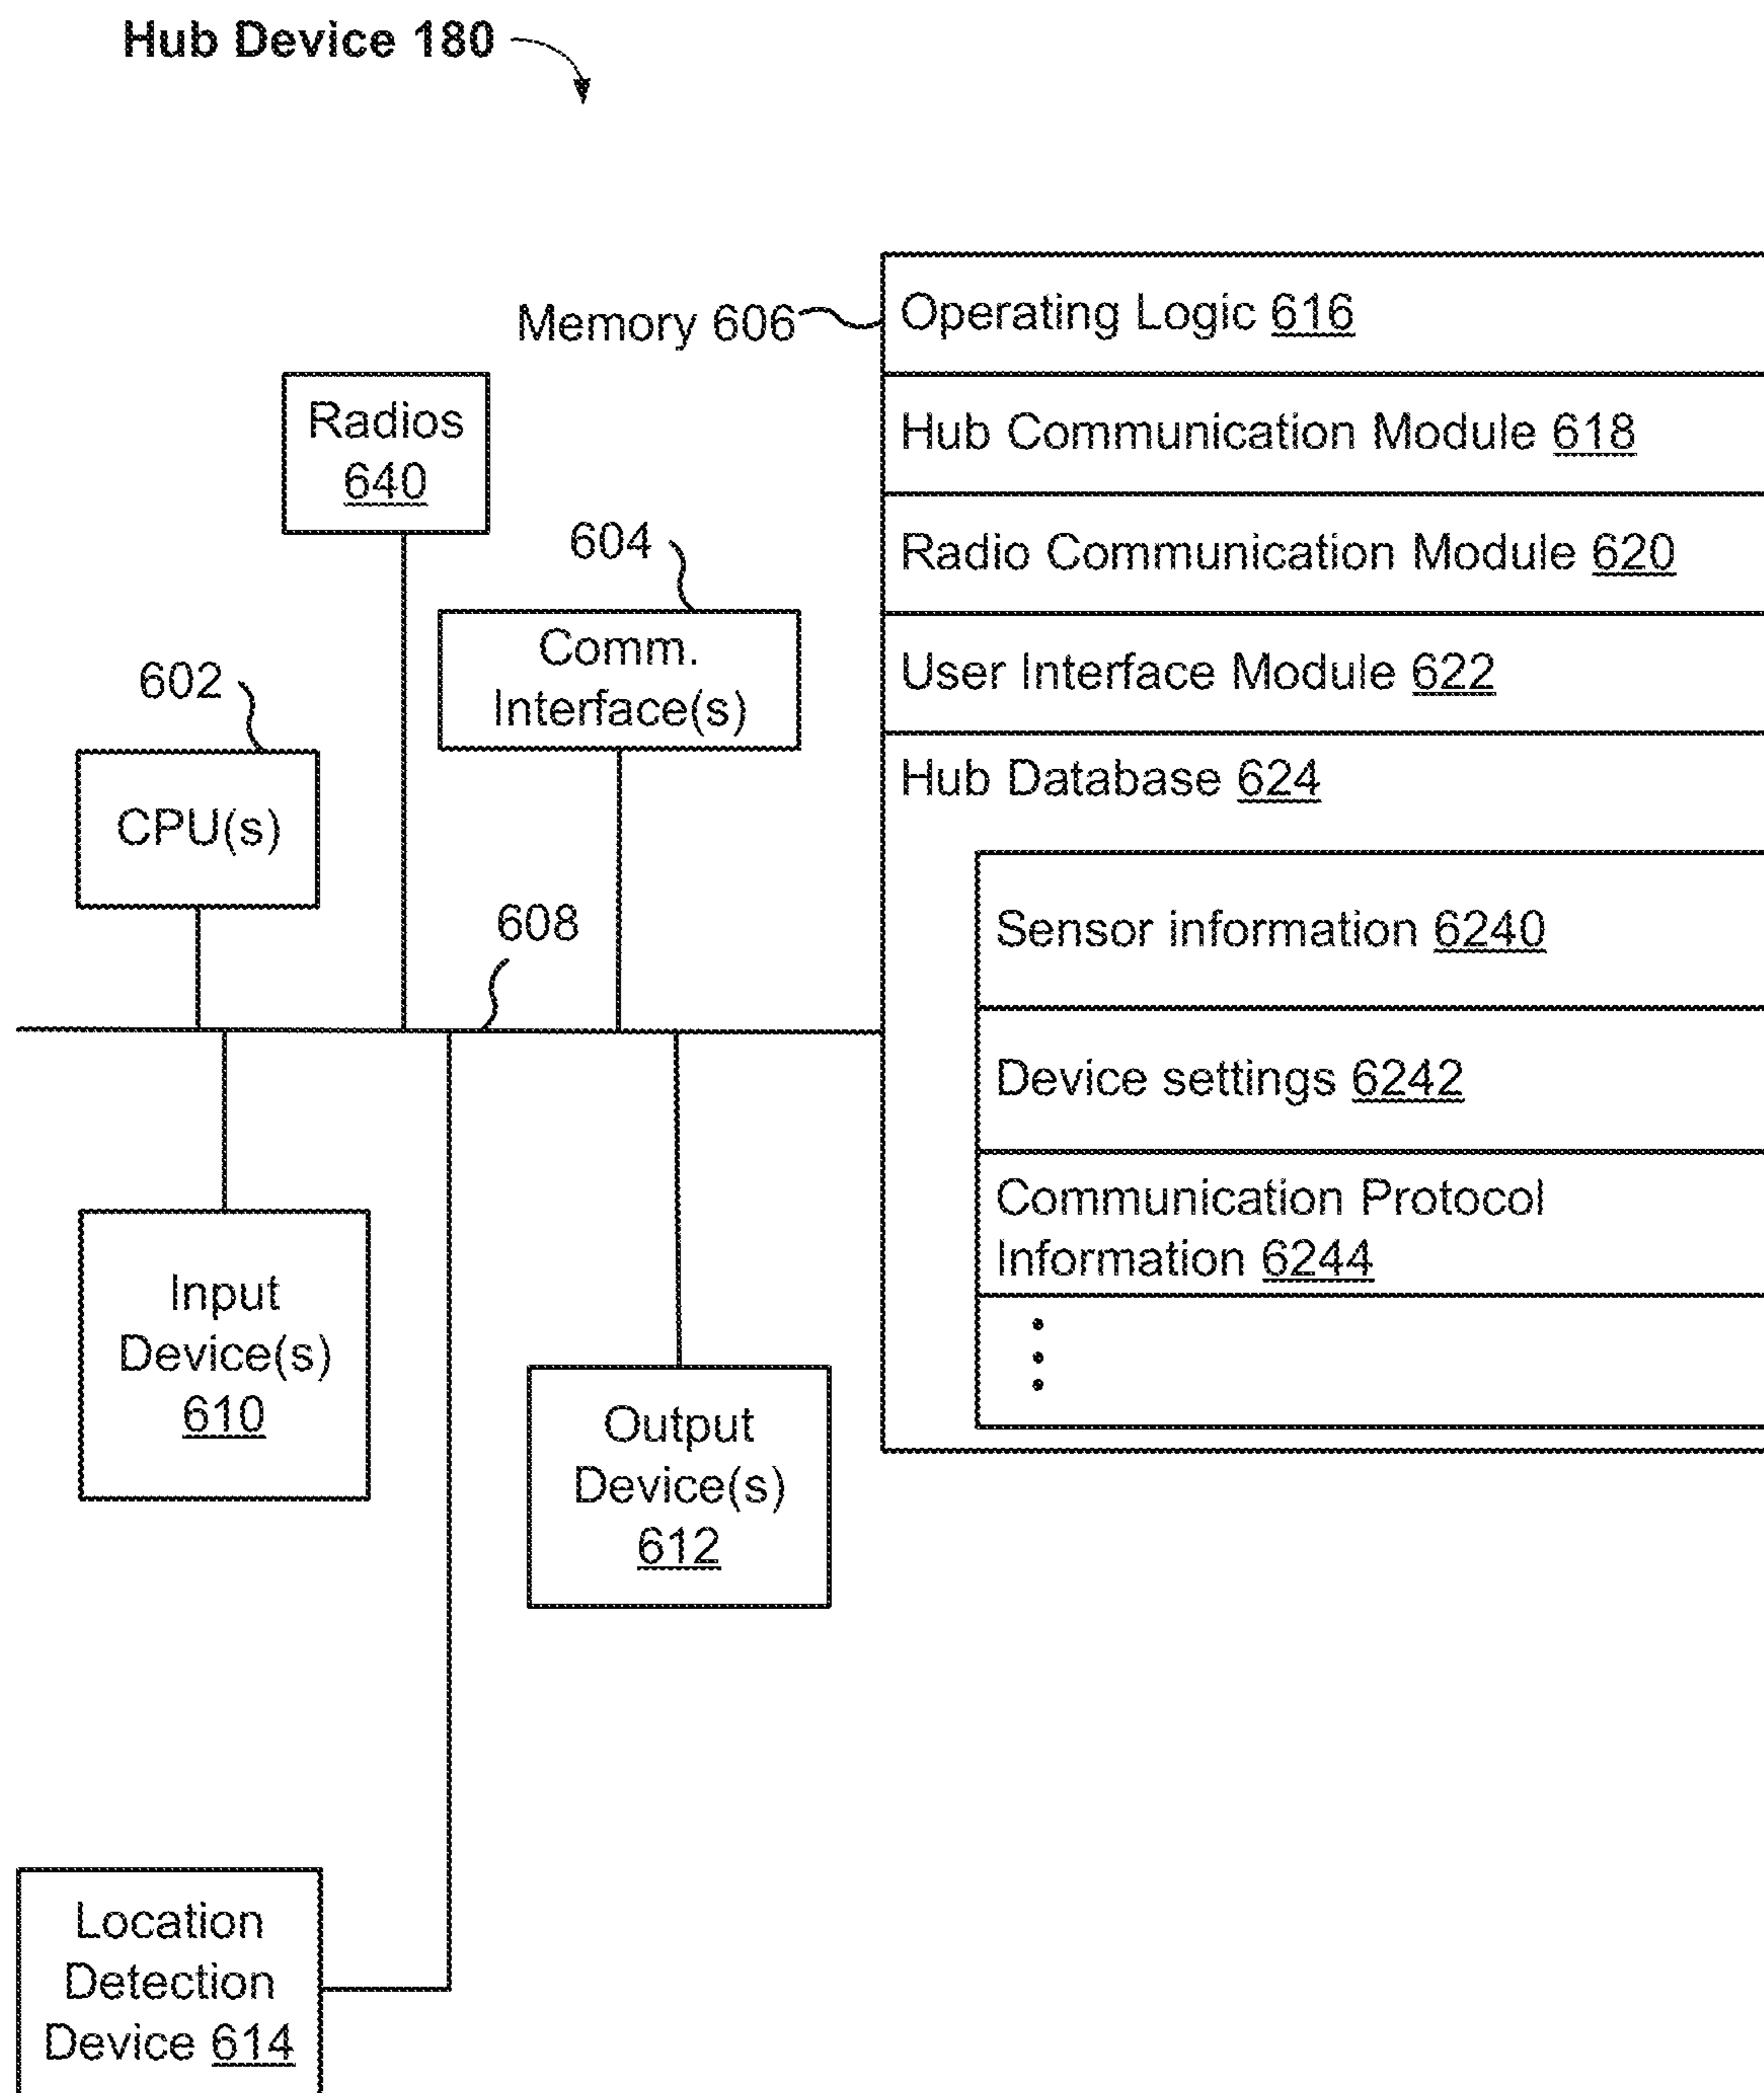 Hub Device 180
Memory 606
Operating Logic 616
Hub Communication Module 618
Radio Communication Module 620
User Interface Module 622
Hub Database 624
Sensor information 6240
Device settings 6242
Communication Protocol
Information 6244
Radios
640
604
Comm.
Interface(s)
602
CPU(s)
608
Input
Device(s)
610
Output
Device(s)
612
Location
Detection
Device 614